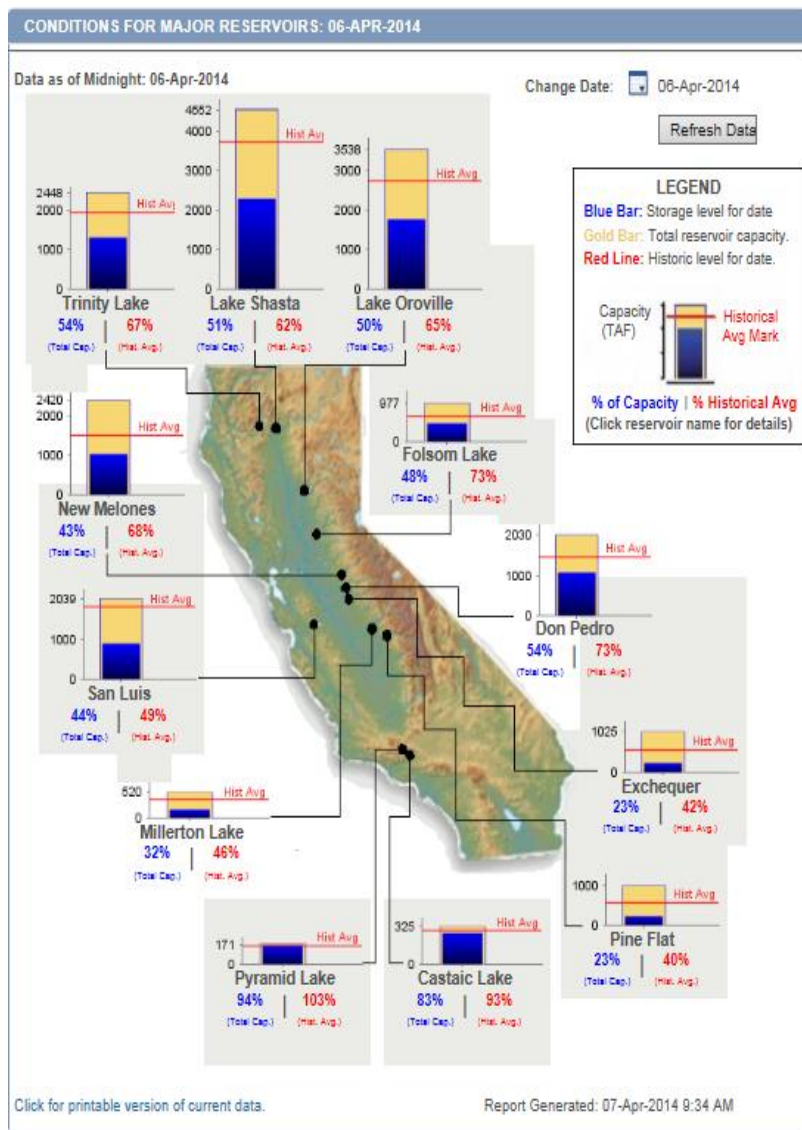 CONDITIONS FOR MAJOR RESERVOIRS: 06-APR-2014
Data as of Midnight: 06-Apr-2014
Change Date: 06-Apr-2014
Refresh Data
LEGEND
Blue Bar: Storage level for date
Gold Bar: Total reservoir capacity.
Red Line: Historic level for date.
Capacity
(TAF)
Historical
Avg Mark
% of Capacity | % Historical Avg
(Click reservoir name for details)
2448
2000
1000
0
Hist Avg
Trinity Lake
54% | 67%
(Total Cap.) (Hist. Avg.)
4552
4000
3000
2000
1000
0
Hist Avg
Lake Shasta
51% | 62%
(Total Cap.) (Hist. Avg.)
3538
3000
2000
1000
0
Hist Avg
Lake Oroville
50% | 65%
(Total Cap.) (Hist. Avg.)
977
0
Hist Avg
Folsom Lake
48% | 73%
(Total Cap.) (Hist. Avg.)
2420
2000
1000
0
Hist Avg
New Melones
43% | 68%
(Total Cap.) (Hist. Avg.)
2030
1000
0
Hist Avg
Don Pedro
54% | 73%
(Total Cap.) (Hist. Avg.)
2039
1000
0
Hist Avg
San Luis
44% | 49%
(Total Cap.) (Hist. Avg.)
1025
0
Hist Avg
Exchequer
23% | 42%
(Total Cap.) (Hist. Avg.)
520
0
Hist Avg
Millerton Lake
32% | 46%
(Total Cap.) (Hist. Avg.)
1000
0
Hist Avg
Pine Flat
23% | 40%
(Total Cap.) (Hist. Avg.)
171
0
Hist Avg
Pyramid Lake
94% | 103%
(Total Cap.) (Hist. Avg.)
325
0
Hist Avg
Castaic Lake
83% | 93%
(Total Cap.) (Hist. Avg.)
Click for printable version of current data.
Report Generated: 07-Apr-2014 9:34 AM